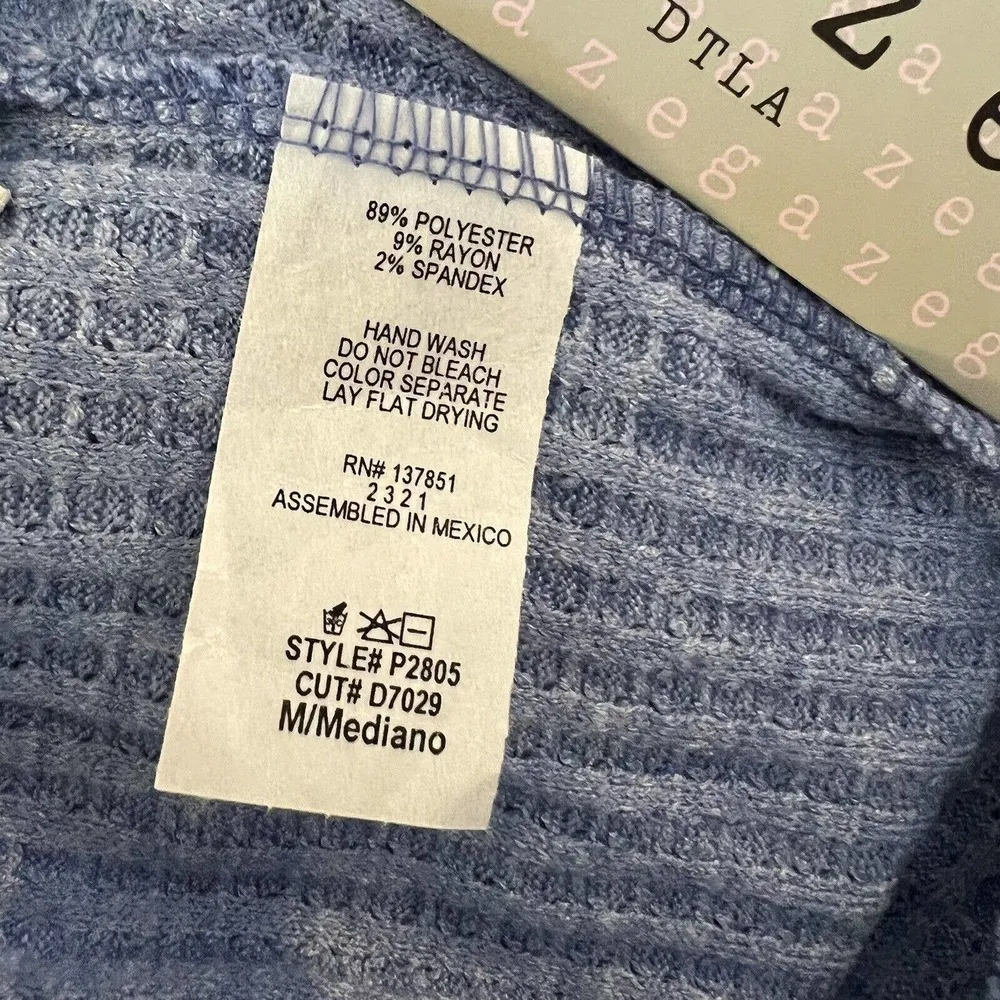 89% POLYESTER
9% RAYON
2% SPANDEX
HAND WASH
DO NOT BLEACH
COLOR SEPARATE
LAY FLAT DRYING
RN# 137851
2 3 2 1
ASSEMBLED IN MEXICO
STYLE# P2805
CUT# D7029
M/Mediano
DTLA